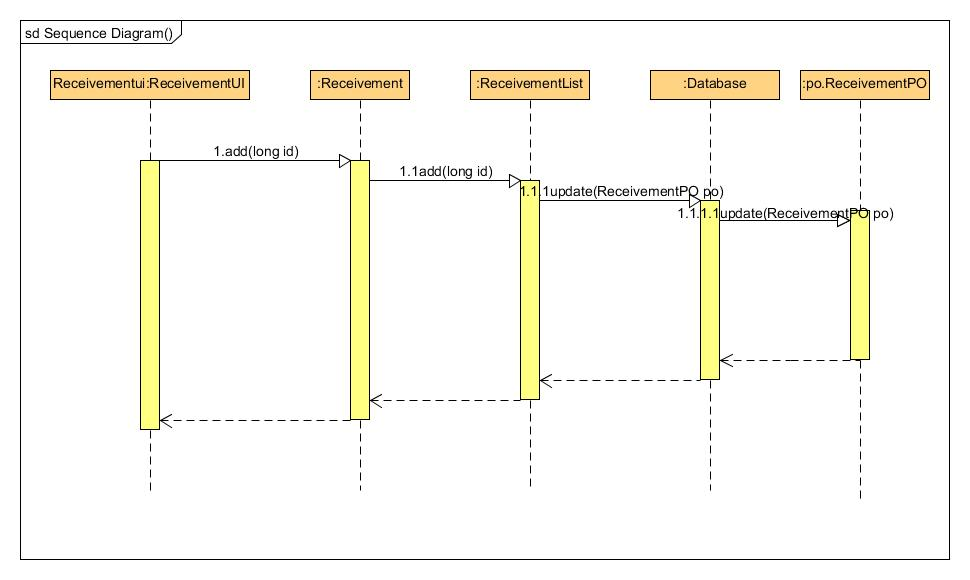 sd Sequence Diagram()
Receivementui:ReceivementUI
:Receivement
:ReceivementList
:Database
:po.ReceivementPO
1.add(long id)
1.1add(long id)
1.1.1update(ReceivementPO po)
1.1.1.1update(ReceivementPO po)